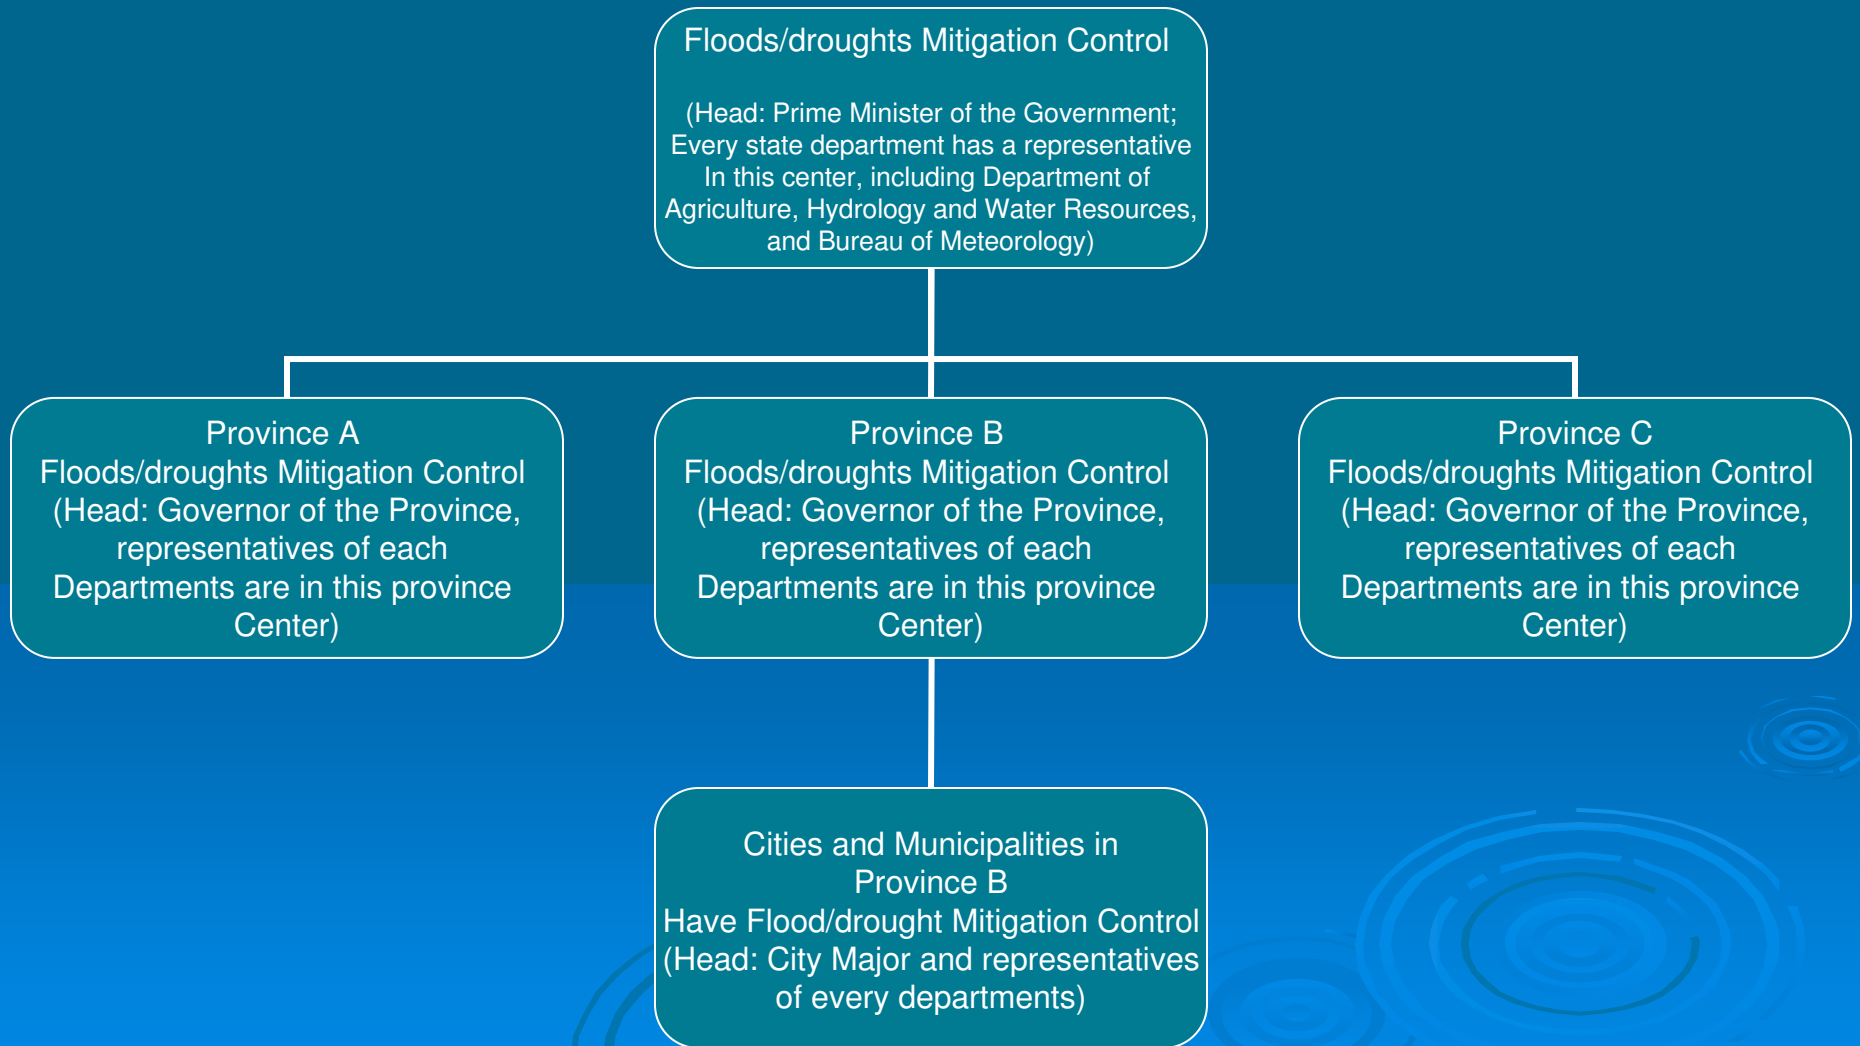 Floods/droughts Mitigation Control
(Head: Prime Minister of the Government;
Every state department has a representative
In this center, including Department of
Agriculture, Hydrology and Water Resources,
and Bureau of Meteorology)
Province A
Floods/droughts Mitigation Control
(Head: Governor of the Province,
representatives of each
Departments are in this province
Center)
Province B
Floods/droughts Mitigation Control
(Head: Governor of the Province,
representatives of each
Departments are in this province
Center)
Province C
Floods/droughts Mitigation Control
(Head: Governor of the Province,
representatives of each
Departments are in this province
Center)
Cities and Municipalities in
Province B
Have Flood/drought Mitigation Control
(Head: City Major and representatives
of every departments)